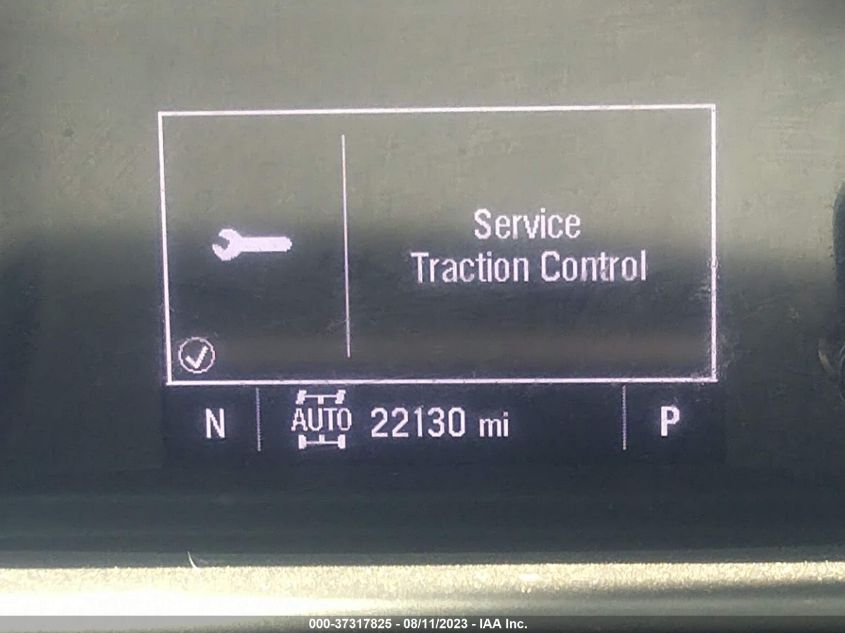 Service
Traction Control
N AUTO 22130 mi P
000-37317825 - 08/11/2023 - IAA Inc.